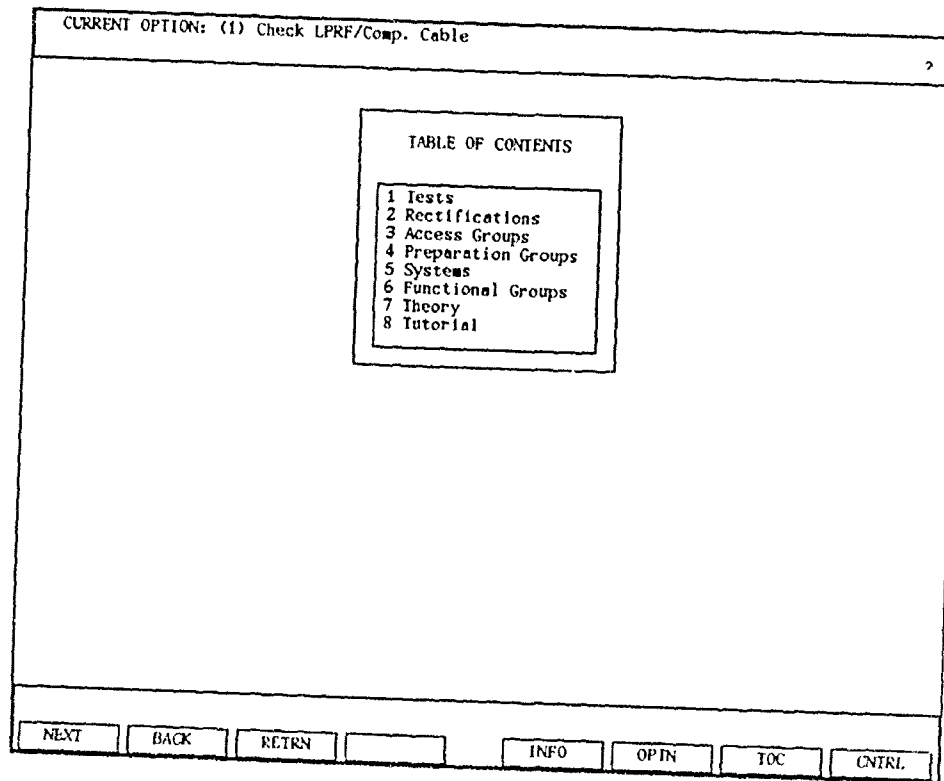 CURRENT OPTION: (1) Check LPRF/Comp. Cable
?
TABLE OF CONTENTS
1 Tests
2 Rectifications
3 Access Groups
4 Preparation Groups
5 Systems
6 Functional Groups
7 Theory
8 Tutorial
NEXT BACK RETRN INFO OPTN TOC CNTRL